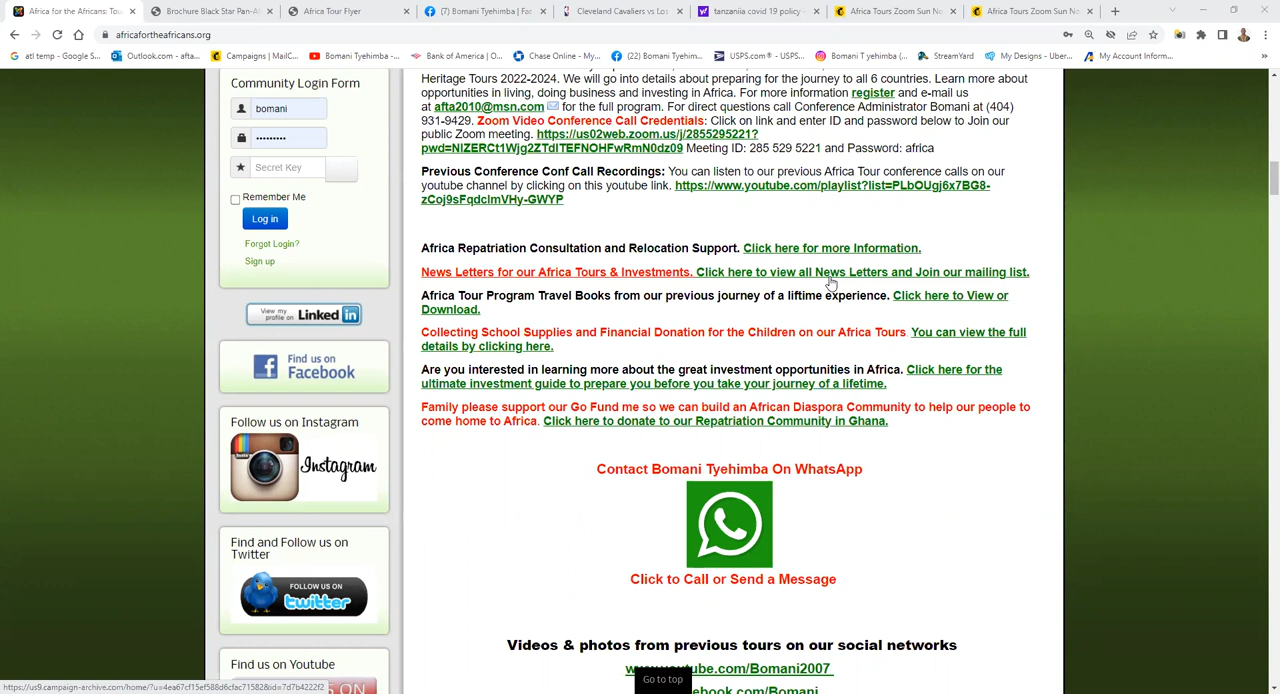 Africa for the Africans: Tou
Brochure Black Star Pan-Af
Africa Tour Flyer
(7) Bomani Tyehimba | Fac
Cleveland Cavaliers vs Los
tanzaniia covid 19 policy -
Africa Tours Zoom Sun No
Africa Tours Zoom Sun No
africafortheafricans.org
atl temp - Google S...
Outlook.com - afta...
Campaigns | MailC...
Bomani Tyehimba -...
Bank of America | O...
Chase Online - Eve...
(22) Bomani Tyehim...
USPS.com® - USPS...
Bomani T yehimba (...
StreamYard
My Designs - Uber...
My Account Inform...
Community Login Form
bomani
•••••••••
Secret Key
Remember Me
Log in
Forgot Login?
Sign up
View my profile on LinkedIn
Find us on
Facebook
Follow us on Instagram
Instagram
Find and Follow us on
Twitter
FOLLOW US ON
twitter
Find us on Youtube
Heritage Tours 2022-2024. We will go into details about preparing for the journey to all 6 countries. Learn more about
opportunities in living, doing business and investing in Africa. For more information register and e-mail us
at afta2010@msn.com for the full program. For direct questions call Conference Administrator Bomani at (404)
931-9429. Zoom Video Conference Call Credentials: Click on link and enter ID and password below to Join our
public Zoom meeting. https://us02web.zoom.us/j/2855295221?
pwd=NlZERCt1Wjg2ZTdITEFNOHFwRmN0dz09 Meeting ID: 285 529 5221 and Password: africa
Previous Conference Conf Call Recordings: You can listen to our previous Africa Tour conference calls on our
youtube channel by clicking on this youtube link. https://www.youtube.com/playlist?list=PLbOUgj6x7BG8-
zCoj9sFqdclmVHy-GWYP
Africa Repatriation Consultation and Relocation Support. Click here for more Information.
News Letters for our Africa Tours & Investments. Click here to view all News Letters and Join our mailing list.
Africa Tour Program Travel Books from our previous journey of a liftime experience. Click here to View or
Download.
Collecting School Supplies and Financial Donation for the Children on our Africa Tours. You can view the full
details by clicking here.
Are you interested in learning more about the great investment opportunities in Africa. Click here for the
ultimate investment guide to prepare you before you take your journey of a lifetime.
Family please support our Go Fund me so we can build an African Diaspora Community to help our people to
come home to Africa. Click here to donate to our Repatriation Community in Ghana.
Contact Bomani Tyehimba On WhatsApp
Click to Call or Send a Message
Videos & photos from previous tours on our social networks
www.youtube.com/Bomani2007
Go to top
https://us9.campaign-archive.com/home/?u=4ea67cf15ef588d6cfac71582&id=7d7b4222f2